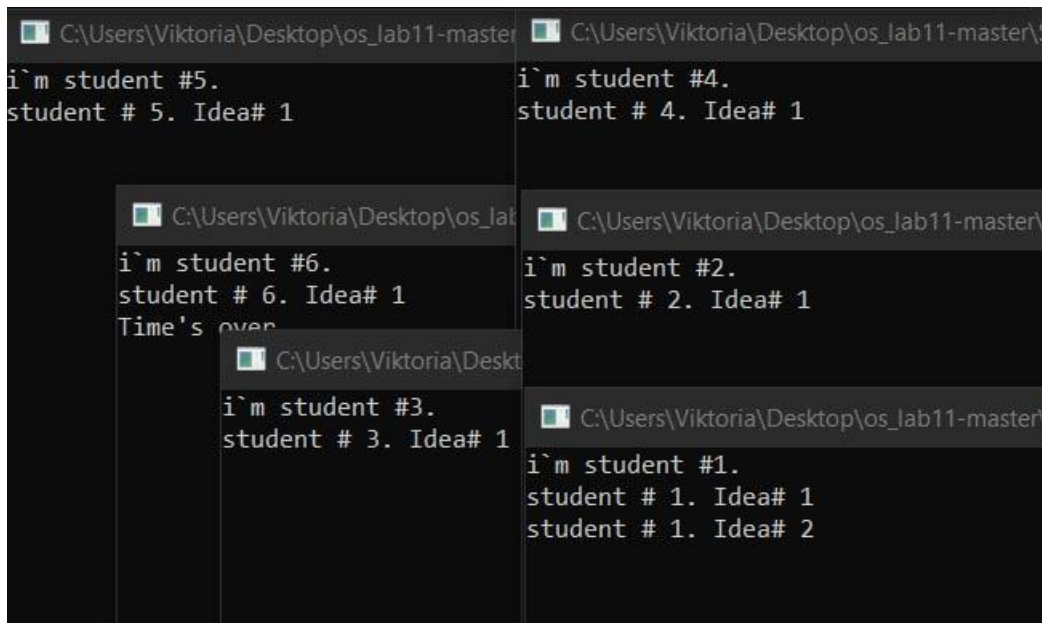 C:\Users\Viktoria\Desktop\os_lab11-master
i`m student #5.
student # 5. Idea# 1
C:\Users\Viktoria\Desktop\os_lab11-master\
i`m student #4.
student # 4. Idea# 1
C:\Users\Viktoria\Desktop\os_lab
i`m student #6.
student # 6. Idea# 1
Time's over
C:\Users\Viktoria\Desktop\os_lab11-master\
i`m student #2.
student # 2. Idea# 1
C:\Users\Viktoria\Deskt
i`m student #3.
student # 3. Idea# 1
C:\Users\Viktoria\Desktop\os_lab11-master\
i`m student #1.
student # 1. Idea# 1
student # 1. Idea# 2